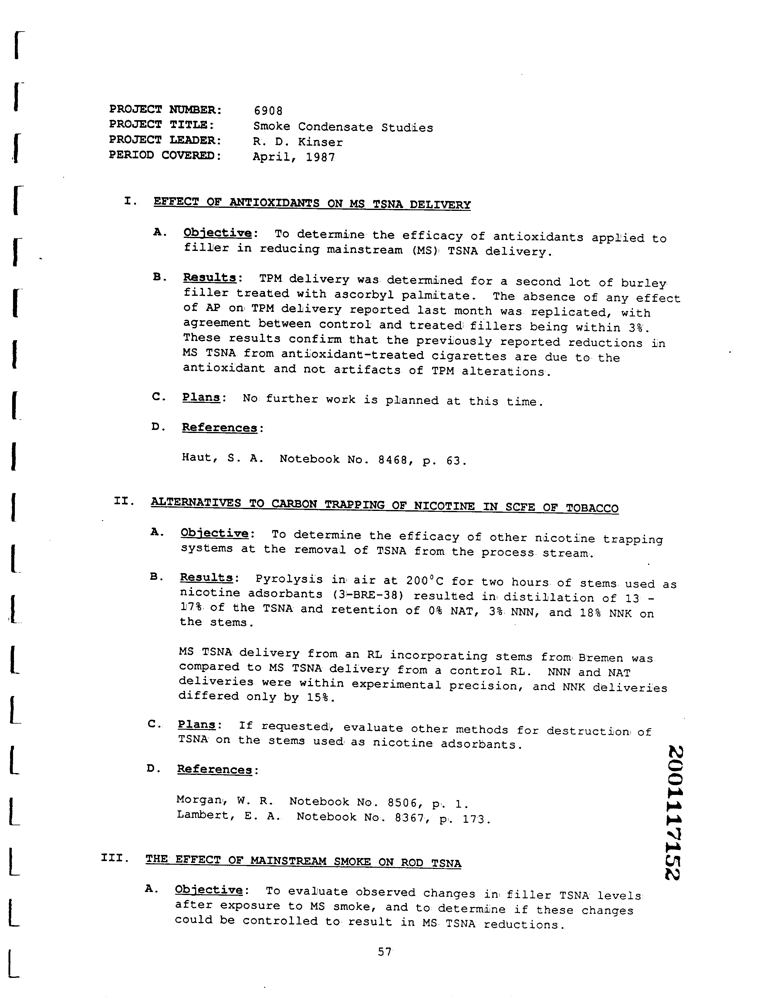 PROJECT NUMBER: 6908
PROJECT TITLE: Smoke Condensate Studies
PROJECT LEADER: R. D. Kinser
PERIOD COVERED: April, 1987
I. EFFECT OF ANTIOXIDANTS ON MS TSNA DELIVERY
A. Objective: To determine the efficacy of antioxidants applied to
filler in reducing mainstream (MS) TSNA delivery.
B. Results: TPM delivery was determined for a second lot of burley
filler treated with ascorbyl palmitate. The absence of any effect
of AP on TPM delivery reported last month was replicated, with
agreement between control and treated fillers being within 3%.
These results confirm that the previously reported reductions in
MS TSNA from antioxidant-treated cigarettes are due to the
antioxidant and not artifacts of TPM alterations.
C. Plans: No further work is planned at this time.
D. References:
Haut, S. A. Notebook No. 8468, p. 63.
II. ALTERNATIVES TO CARBON TRAPPING OF NICOTINE IN SCFE OF TOBACCO
A. Objective: To determine the efficacy of other nicotine trapping
systems at the removal of TSNA from the process stream.
B. Results: Pyrolysis in air at 200°C for two hours of stems used as
nicotine adsorbants (3-BRE-38) resulted in distillation of 13 -
17% of the TSNA and retention of 0% NAT, 3% NNN, and 18% NNK on
the stems.
MS TSNA delivery from an RL incorporating stems from Bremen was
compared to MS TSNA delivery from a control RL. NNN and NAT
deliveries were within experimental precision, and NNK deliveries
differed only by 15%.
C. Plans: If requested, evaluate other methods for destruction of
TSNA on the stems used as nicotine adsorbants.
D. References:
Morgan, W. R. Notebook No. 8506, p. 1.
Lambert, E. A. Notebook No. 8367, p. 173.
III. THE EFFECT OF MAINSTREAM SMOKE ON ROD TSNA
A. Objective: To evaluate observed changes in filler TSNA levels
after exposure to MS smoke, and to determine if these changes
could be controlled to result in MS TSNA reductions.
57
2001117152